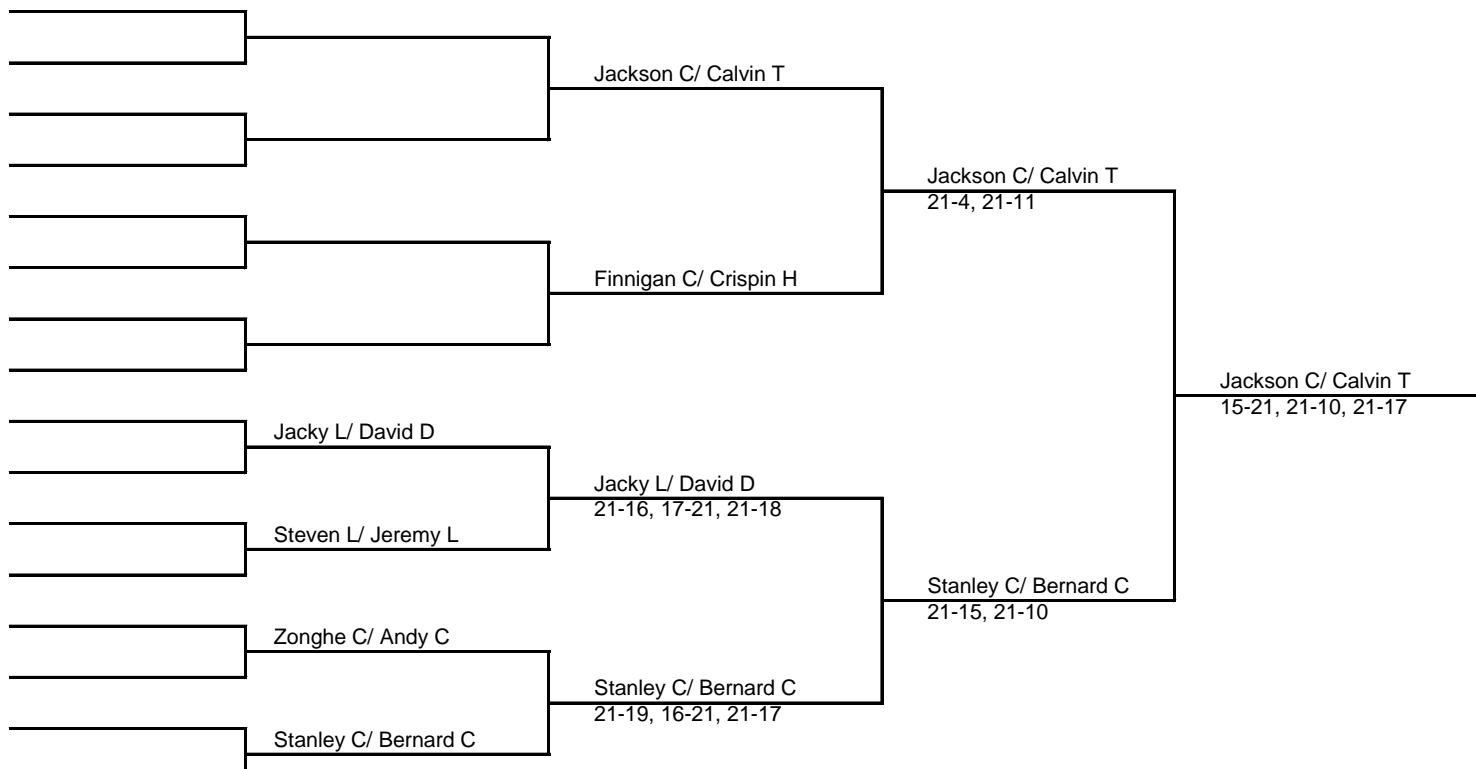 Jackson C/ Calvin T
Jackson C/ Calvin T
21-4, 21-11
Finnigan C/ Crispin H
Jackson C/ Calvin T
15-21, 21-10, 21-17
Jacky L/ David D
Jacky L/ David D
21-16, 17-21, 21-18
Steven L/ Jeremy L
Stanley C/ Bernard C
21-15, 21-10
Zonghe C/ Andy C
Stanley C/ Bernard C
21-19, 16-21, 21-17
Stanley C/ Bernard C